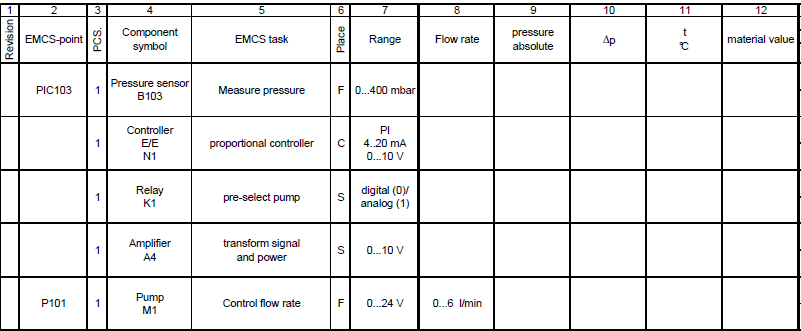 1 2 3 4 5 6 7 8 9 10 11 12
Revision EMCS-point PCS. Component symbol EMCS task Place Range Flow rate pressure absolute Δp t °C material value
PIC103 1 Pressure sensor B103 Measure pressure F 0...400 mbar
1 Controller E/E N1 proportional controller C PI 4..20 mA 0...10 V
1 Relay K1 pre-select pump S digital (0)/ analog (1)
1 Amplifier A4 transform signal and power S 0...10 V
P101 1 Pump M1 Control flow rate F 0...24 V 0...6 l/min